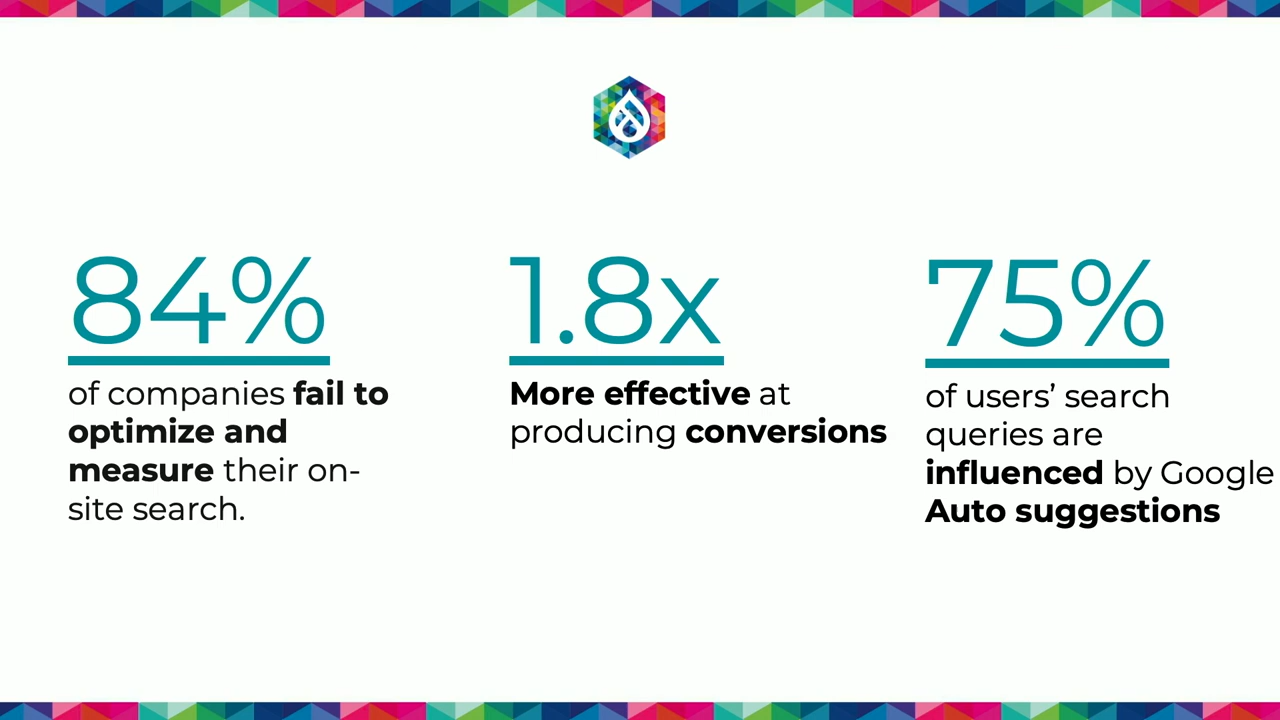 84%
of companies fail to
optimize and
measure their on-
site search.
1.8x
More effective at
producing conversions
75%
of users’ search
queries are
influenced by Google
Auto suggestions